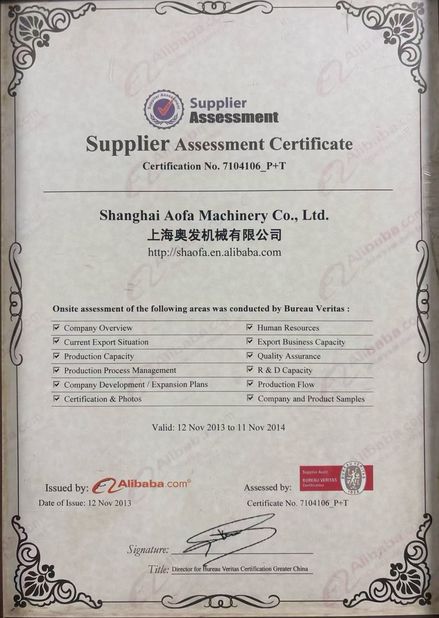 Supplier
Assessment
Supplier Assessment Certificate
Certification No. 7104106_P+T
Shanghai Aofa Machinery Co., Ltd.
上海奥发机械有限公司
http://shaofa.en.alibaba.com
Onsite assessment of the following areas was conducted by Bureau Veritas :
Company Overview Human Resources
Current Export Situation Export Business Capacity
Production Capacity Quality Assurance
Production Process Management R & D Capacity
Company Development / Expansion Plans Production Flow
Certification & Photos Company and Product Samples
Valid: 12 Nov 2013 to 11 Nov 2014
Supplier Audit
BUREAU VERITAS
Certification
Issued by: Alibaba.com® Assessed by:
Date of Issue: 12 Nov 2013 Certificate No. 7104106_P+T
Signature:
Title: Director for Bureau Veritas Certification Greater China